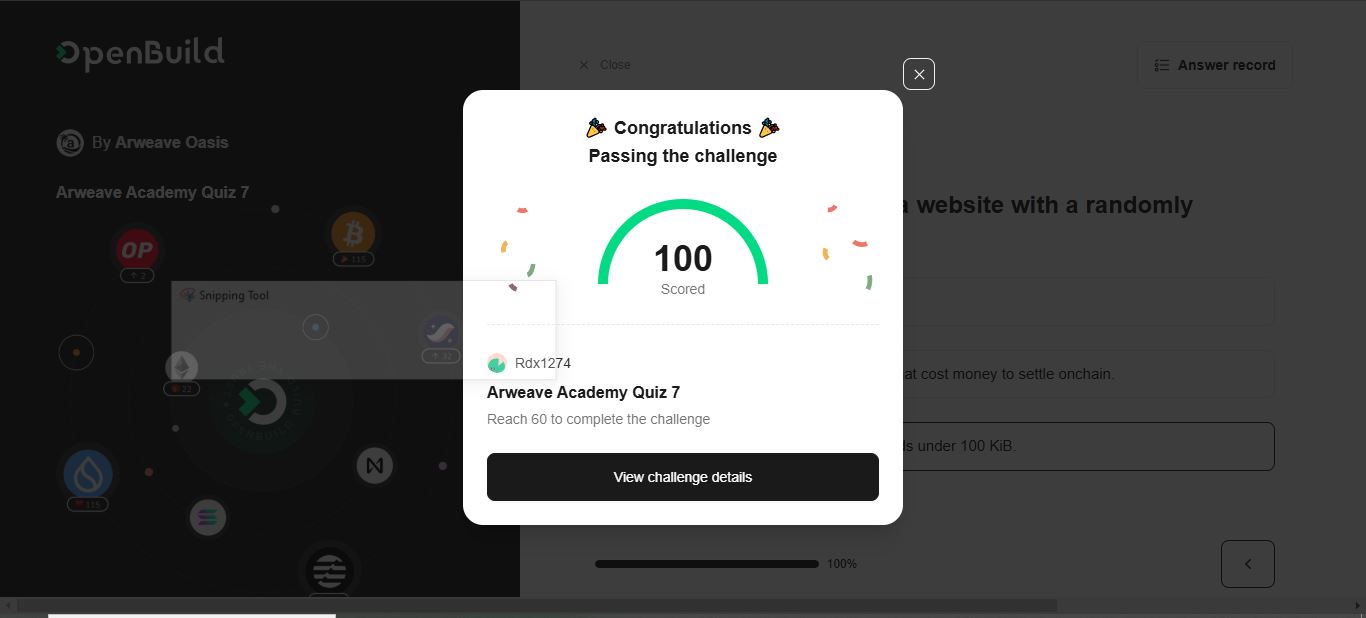 OpenBuild
Close
Answer record
By Arweave Oasis
Arweave Academy Quiz 7
🎉 Congratulations 🎉
Passing the challenge
a website with a randomly
OP
2
115
100
Scored
Snipping Tool
32
22
Rdx1274
Arweave Academy Quiz 7
at cost money to settle onchain.
Reach 60 to complete the challenge
under 100 KiB.
View challenge details
115
100%